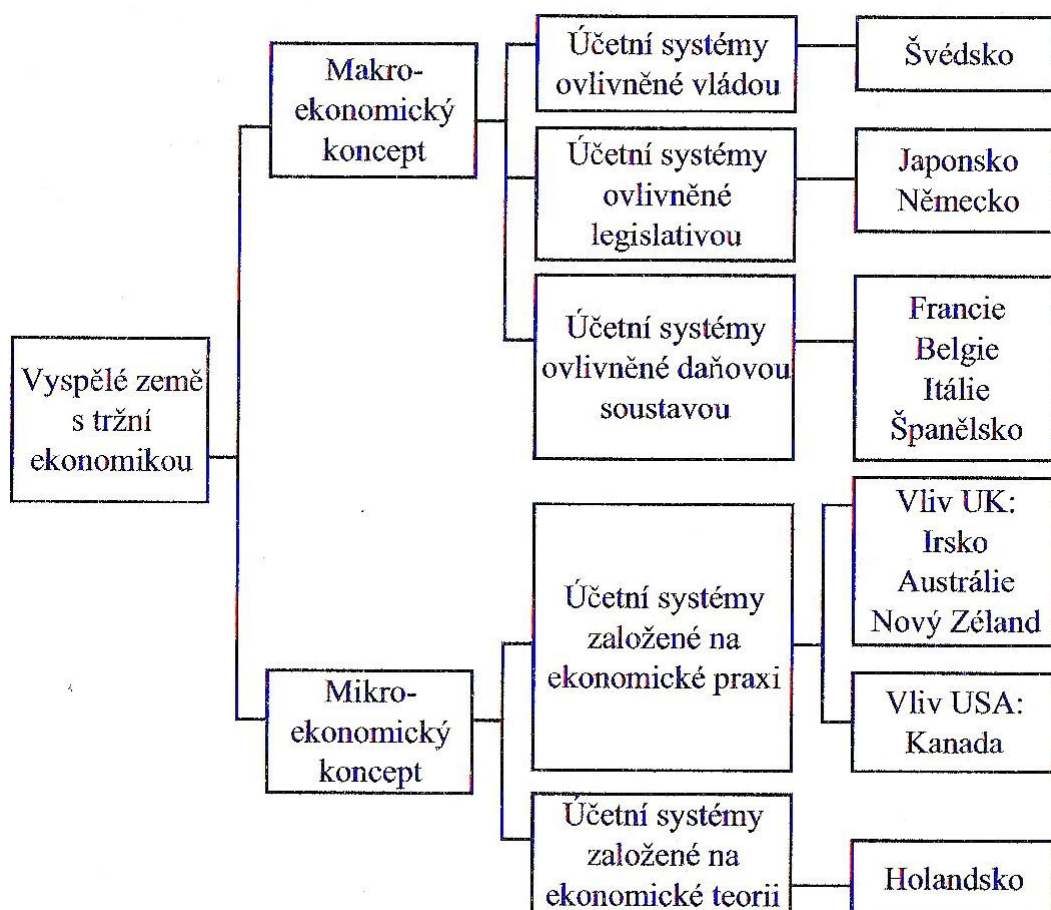 Vyspělé země
s tržní
ekonomikou
Makro-
ekonomický
koncept
Účetní systémy
ovlivněné vládou
Švédsko
Účetní systémy
ovlivněné
legislativou
Japonsko
Německo
Účetní systémy
ovlivněné daňovou
soustavou
Francie
Belgie
Itálie
Španělsko
Mikro-
ekonomický
koncept
Účetní systémy
založené na
ekonomické praxi
Vliv UK:
Irsko
Austrálie
Nový Zéland
Vliv USA:
Kanada
Účetní systémy
založené na
ekonomické teorii
Holandsko